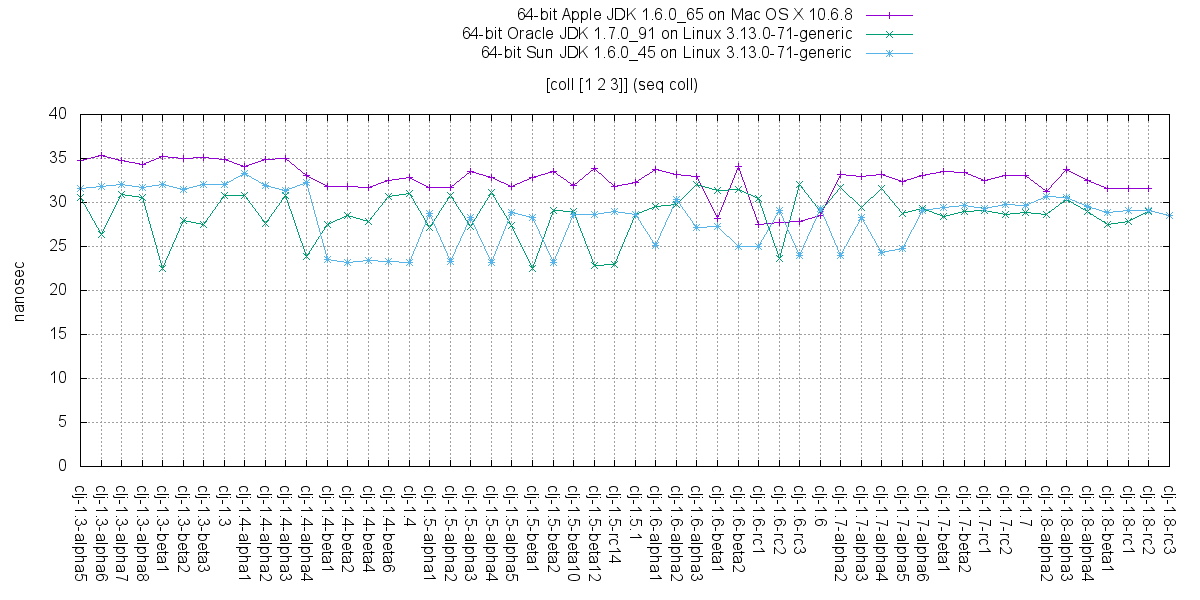 64-bit Apple JDK 1.6.0_65 on Mac OS X 10.6.8
64-bit Oracle JDK 1.7.0_91 on Linux 3.13.0-71-generic
64-bit Sun JDK 1.6.0_45 on Linux 3.13.0-71-generic
[coll [1 2 3]] (seq coll)
40
35
30
25
20
15
10
5
0
nanosec
clj-1.3-alpha5
clj-1.3-alpha6
clj-1.3-alpha7
clj-1.3-alpha8
clj-1.3-beta1
clj-1.3-beta2
clj-1.3-beta3
clj-1.3
clj-1.4-alpha1
clj-1.4-alpha2
clj-1.4-alpha3
clj-1.4-alpha4
clj-1.4-beta1
clj-1.4-beta2
clj-1.4-beta4
clj-1.4-beta6
clj-1.4
clj-1.5-alpha1
clj-1.5-alpha2
clj-1.5-alpha3
clj-1.5-alpha4
clj-1.5-alpha5
clj-1.5-beta1
clj-1.5-beta2
clj-1.5-beta10
clj-1.5-beta12
clj-1.5-rc14
clj-1.5.1
clj-1.6-alpha1
clj-1.6-alpha2
clj-1.6-alpha3
clj-1.6-beta1
clj-1.6-beta2
clj-1.6-rc1
clj-1.6-rc2
clj-1.6-rc3
clj-1.6
clj-1.7-alpha2
clj-1.7-alpha3
clj-1.7-alpha4
clj-1.7-alpha5
clj-1.7-alpha6
clj-1.7-beta1
clj-1.7-beta2
clj-1.7-rc1
clj-1.7-rc2
clj-1.7
clj-1.8-alpha2
clj-1.8-alpha3
clj-1.8-alpha4
clj-1.8-beta1
clj-1.8-rc1
clj-1.8-rc2
clj-1.8-rc3